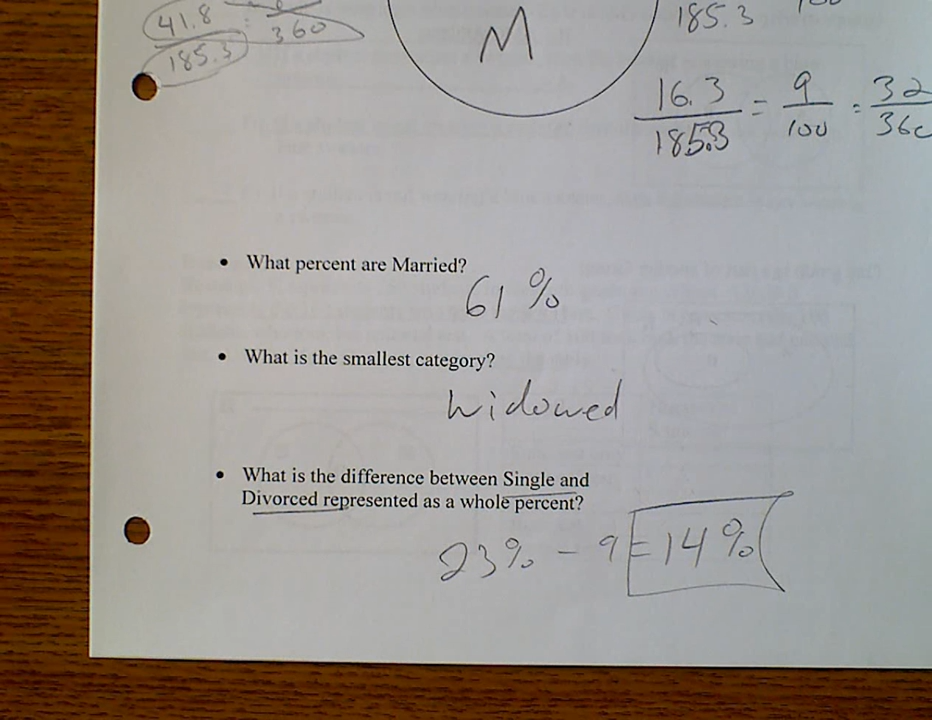 41.8
185.3 = 360
M
185.3
16.3/185.3 = 9/100 = 32/360
• What percent are Married?
61%
• What is the smallest category?
Widowed
• What is the difference between Single and
Divorced represented as a whole percent?
23% - 9 = 14%